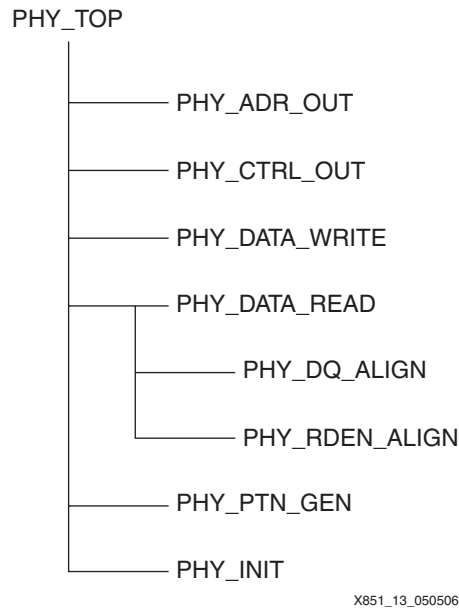 PHY_TOP
PHY_ADR_OUT
PHY_CTRL_OUT
PHY_DATA_WRITE
PHY_DATA_READ
PHY_DQ_ALIGN
PHY_RDEN_ALIGN
PHY_PTN_GEN
PHY_INIT
X851_13_050506